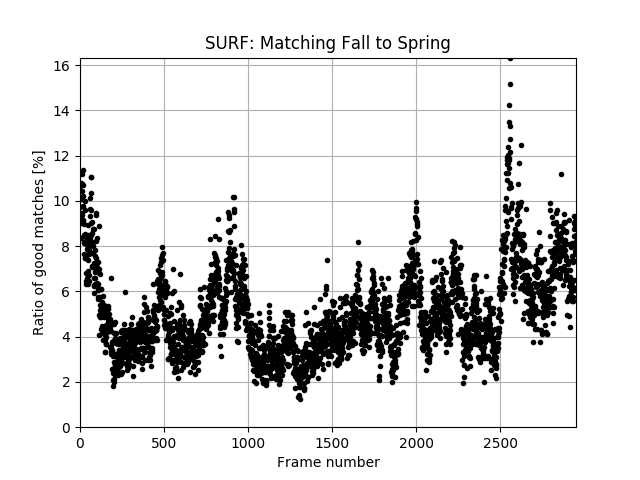 SURF: Matching Fall to Spring
16
14
12
10
8
6
4
2
0
Ratio of good matches [%]
0 500 1000 1500 2000 2500
Frame number